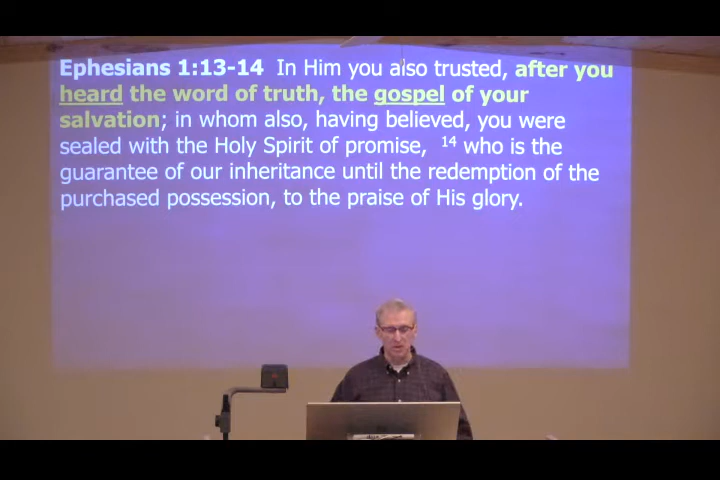 Ephesians 1:13-14 In Him you also trusted, after you
heard the word of truth, the gospel of your
salvation; in whom also, having believed, you were
sealed with the Holy Spirit of promise, 14 who is the
guarantee of our inheritance until the redemption of the
purchased possession, to the praise of His glory.